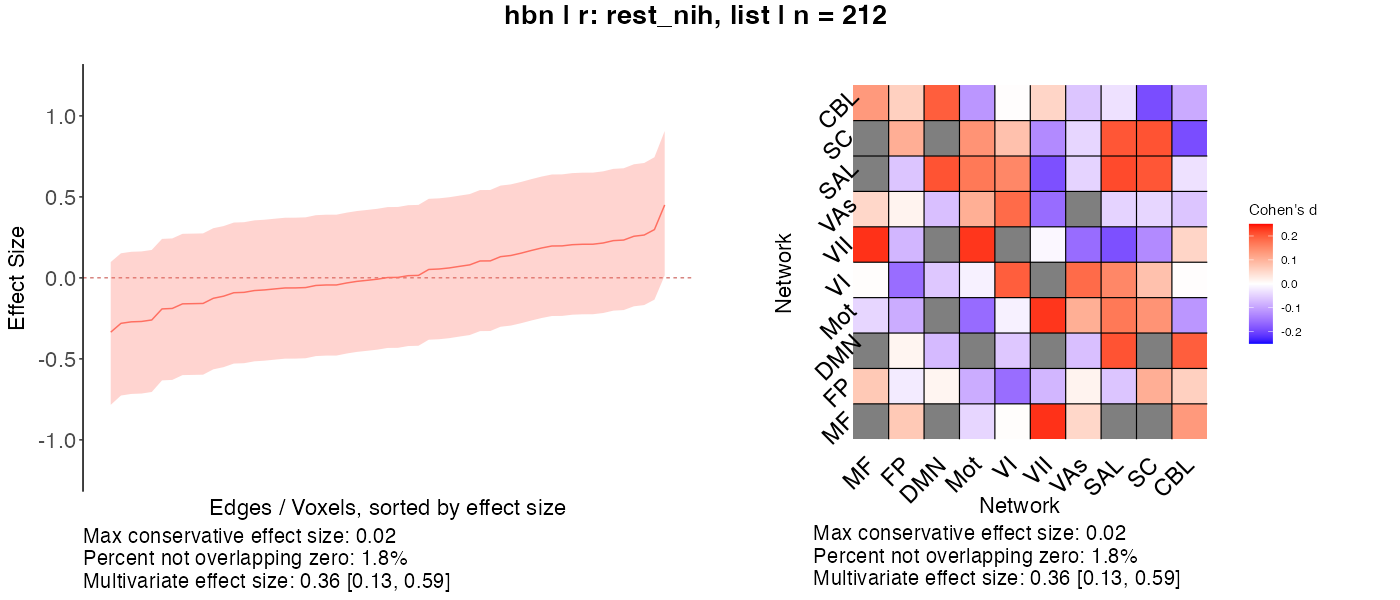 hbn | r: rest_nih, list | n = 212
Effect Size
1.0
0.5
0.0
-0.5
-1.0
Edges / Voxels, sorted by effect size
Max conservative effect size: 0.02
Percent not overlapping zero: 1.8%
Multivariate effect size: 0.36 [0.13, 0.59]
Network
CBL
SC
SAL
VAs
VII
VI
Mot
DMN
FP
MF
MF
FP
DMN
Mot
VI
VII
VAs
SAL
SC
CBL
Network
Max conservative effect size: 0.02
Percent not overlapping zero: 1.8%
Multivariate effect size: 0.36 [0.13, 0.59]
Cohen's d
0.2
0.1
0.0
-0.1
-0.2